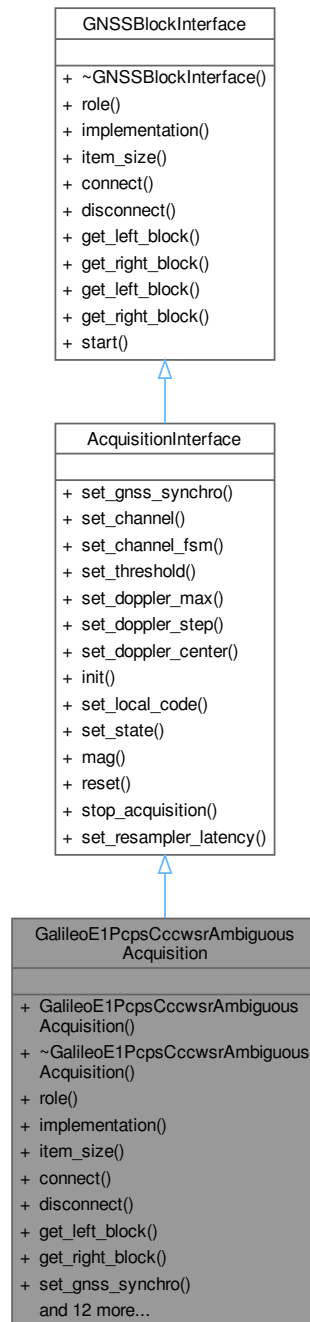 GNSSBlockInterface
+ ~GNSSBlockInterface()
+ role()
+ implementation()
+ item_size()
+ connect()
+ disconnect()
+ get_left_block()
+ get_right_block()
+ get_left_block()
+ get_right_block()
+ start()
AcquisitionInterface
+ set_gnss_synchro()
+ set_channel()
+ set_channel_fsm()
+ set_threshold()
+ set_doppler_max()
+ set_doppler_step()
+ set_doppler_center()
+ init()
+ set_local_code()
+ set_state()
+ mag()
+ reset()
+ stop_acquisition()
+ set_resampler_latency()
GalileoE1PcpsCccwsrAmbiguous
Acquisition
+ GalileoE1PcpsCccwsrAmbiguous
Acquisition()
+ ~GalileoE1PcpsCccwsrAmbiguous
Acquisition()
+ role()
+ implementation()
+ item_size()
+ connect()
+ disconnect()
+ get_left_block()
+ get_right_block()
+ set_gnss_synchro()
and 12 more...